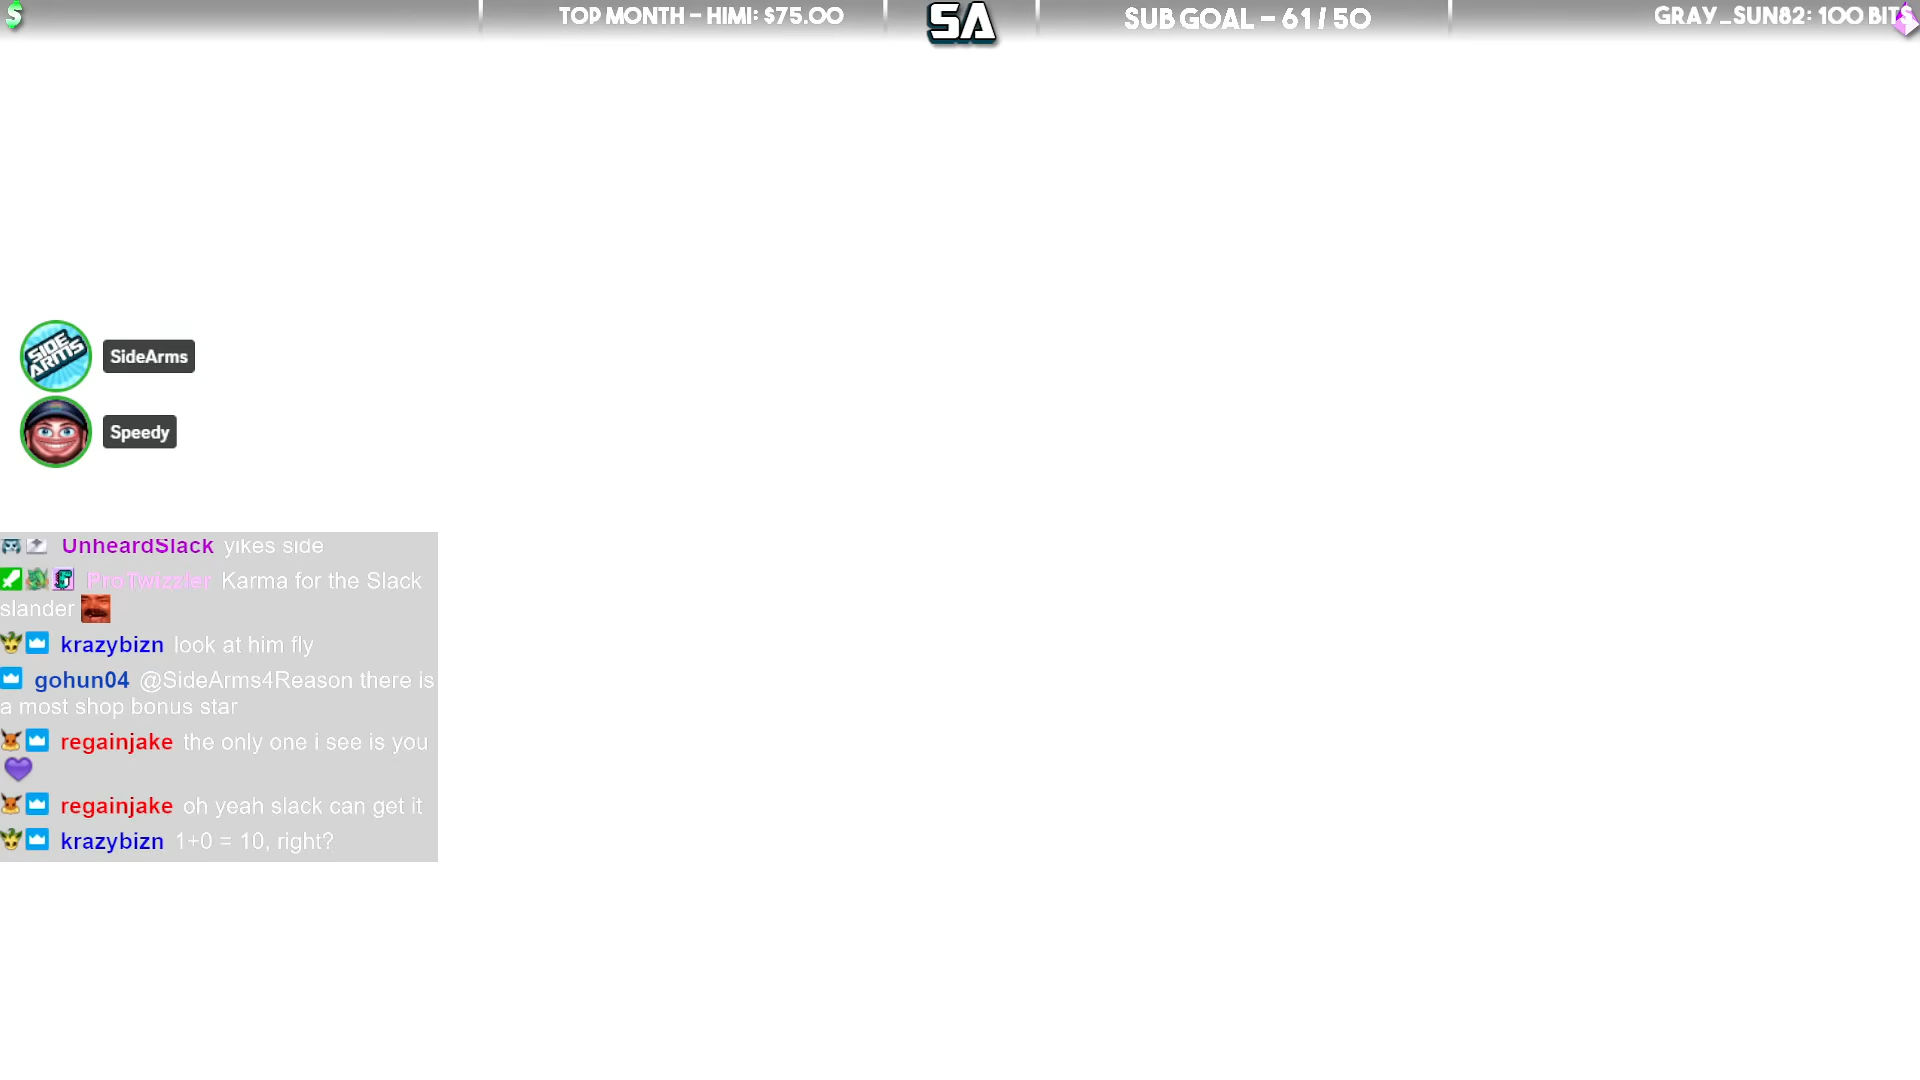 TOP MONTH - HIMI: $75.00
SA
SUB GOAL - 61 / 50
GRAY_SUN82: 100 BITS
SIDE ARMS
SideArms
Speedy
UnheardSlack yikes side
ProTwizzler Karma for the Slack
slander
krazybizn look at him fly
gohun04 @SideArms4Reason there is
a most shop bonus star
regainjake the only one i see is you
regainjake oh yeah slack can get it
krazybizn 1+0 = 10, right?